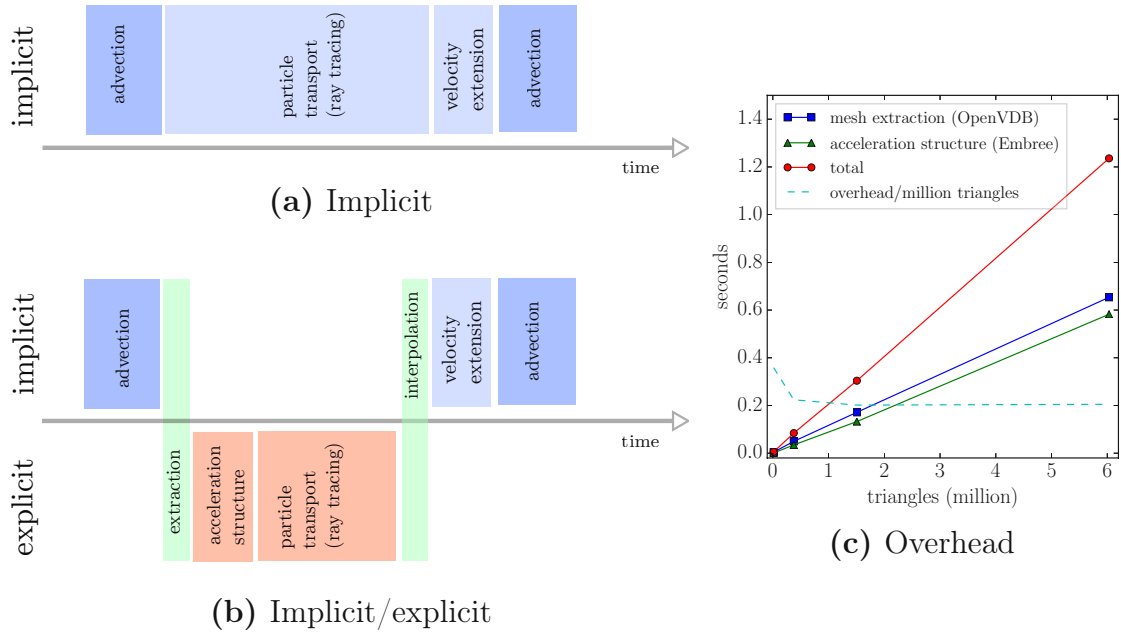 implicit
advection
particle
transport
(ray tracing)
velocity
extension
advection
time
(a) Implicit
implicit
explicit
advection
extraction
acceleration
structure
particle
transport
(ray tracing)
interpolation
velocity
extension
advection
time
(b) Implicit/explicit
seconds
1.4
1.2
1.0
0.8
0.6
0.4
0.2
0.0
mesh extraction (OpenVDB)
acceleration structure (Embree)
total
overhead/million triangles
0 1 2 3 4 5 6
triangles (million)
(c) Overhead